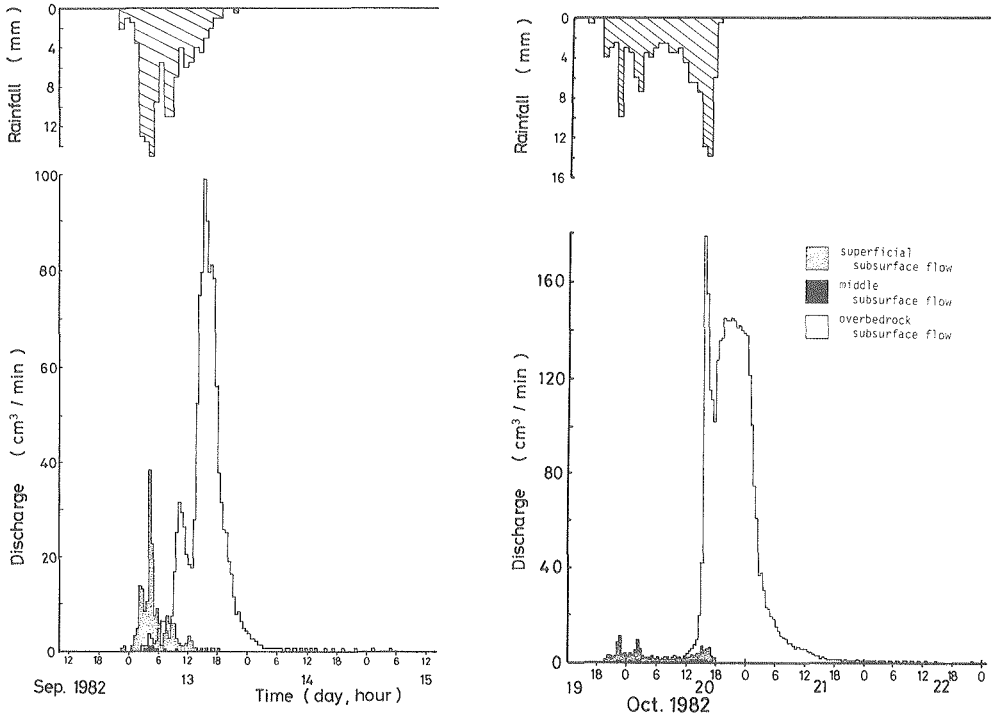 0
4
8
12
Rainfall ( mm )
100
80
60
40
20
0
Discharge ( cm³ / min )
12 18 0 6 12 18 0 6 12 18 0 6 12
Sep. 1982 13 14 15
Time ( day, hour )
0
4
8
12
16
Rainfall ( mm )
160
120
80
40
0
Discharge ( cm³ / min )
superficial
subsurface flow
middle
subsurface flow
overbedrock
subsurface flow
18 0 6 12 18 0 6 12 18 0 6 12 18 0
19 20 21 22
Oct. 1982